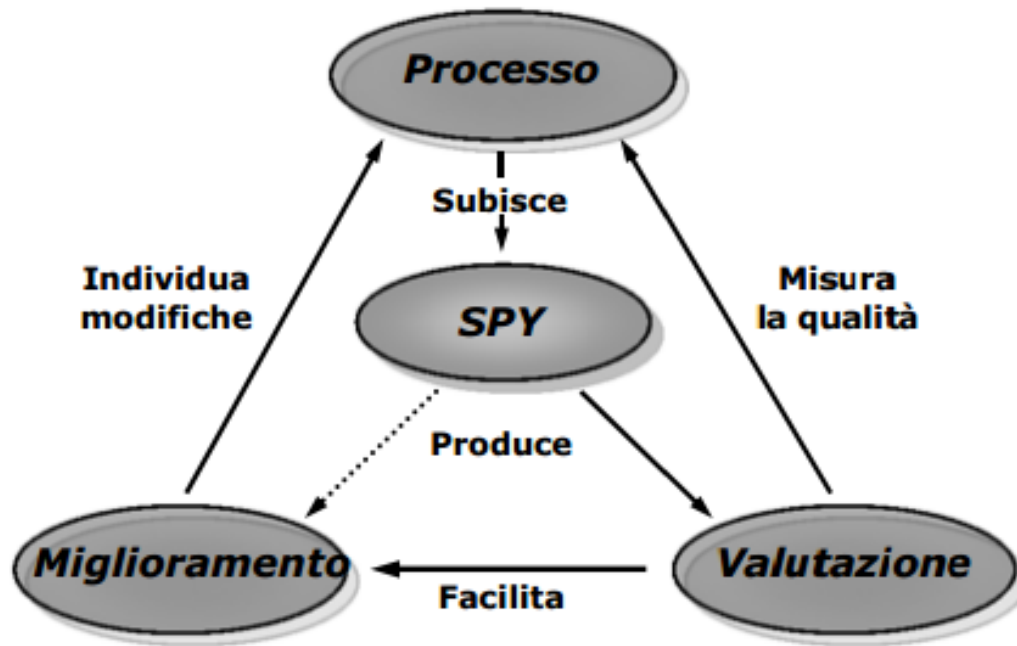 Processo
Subisce
Individua
modifiche
Misura
la qualità
SPY
Produce
Miglioramento
Valutazione
Facilita